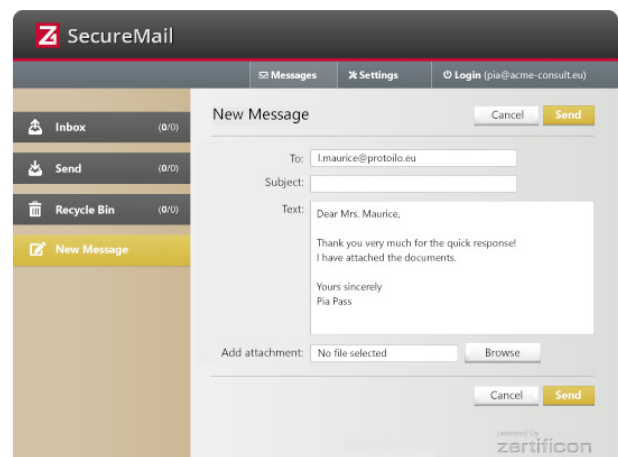 Z SecureMail
Messages Settings Login (pia@acme-consult.eu)
Inbox (0/0)
Send (0/0)
Recycle Bin (0/0)
New Message
New Message Cancel Send
To: l.maurice@protoilo.eu
Subject:
Text: Dear Mrs. Maurice,
Thank you very much for the quick response!
I have attached the documents.
Yours sincerely
Pia Pass
Add attachment: No file selected Browse
Cancel Send
powered by
zertificon